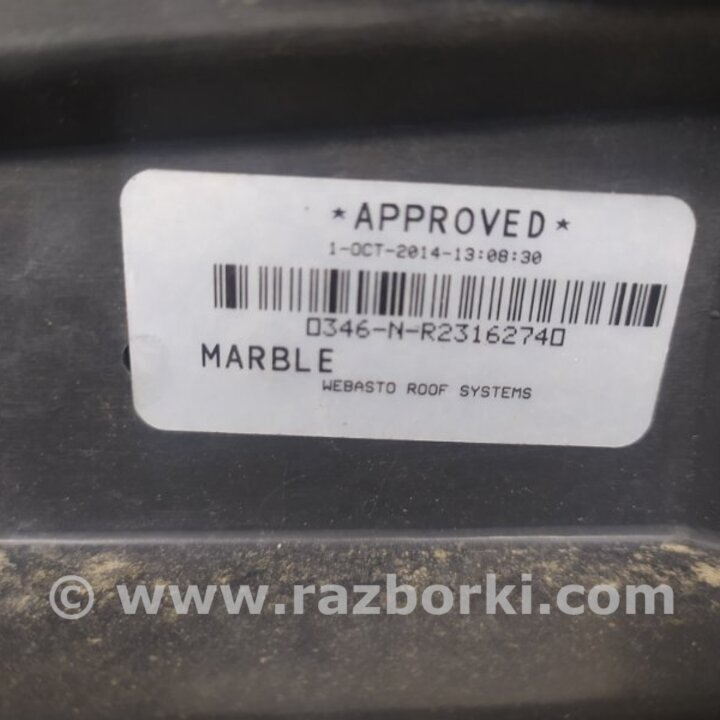 *APPROVED*
1-OCT-2014-13:08:30
0346-N-R23162740
MARBLE
WEBASTO ROOF SYSTEMS
© www.razborki.com